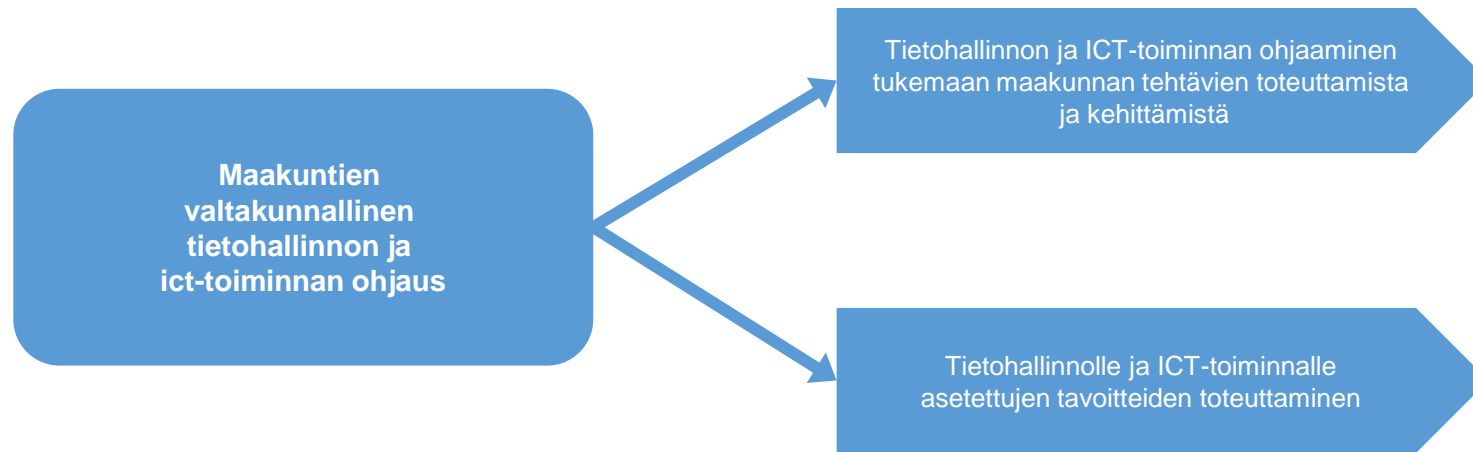 Maakuntien
valtakunnallinen
tietohallinnon ja
ict-toiminnan ohjaus
Tietohallinnon ja ICT-toiminnan ohjaaminen
tukemaan maakunnan tehtävien toteuttamista
ja kehittämistä
Tietohallinnolle ja ICT-toiminnalle
asetettujen tavoitteiden toteuttaminen